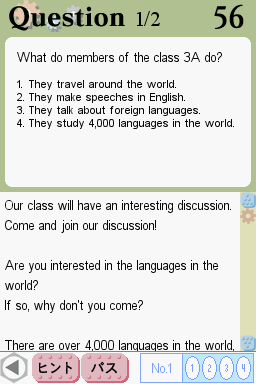 Question 1/2 56
What do members of the class 3A do?
1. They travel around the world.
2. They make speeches in English.
3. They talk about foreign languages.
4. They study 4,000 languages in the world.
Our class will have an interesting discussion.
Come and join our discussion!
Are you interested in the languages in the
world?
If so, why don't you come?
There are over 4,000 languages in the world,
ヒント パス No.1 1 2 3 4